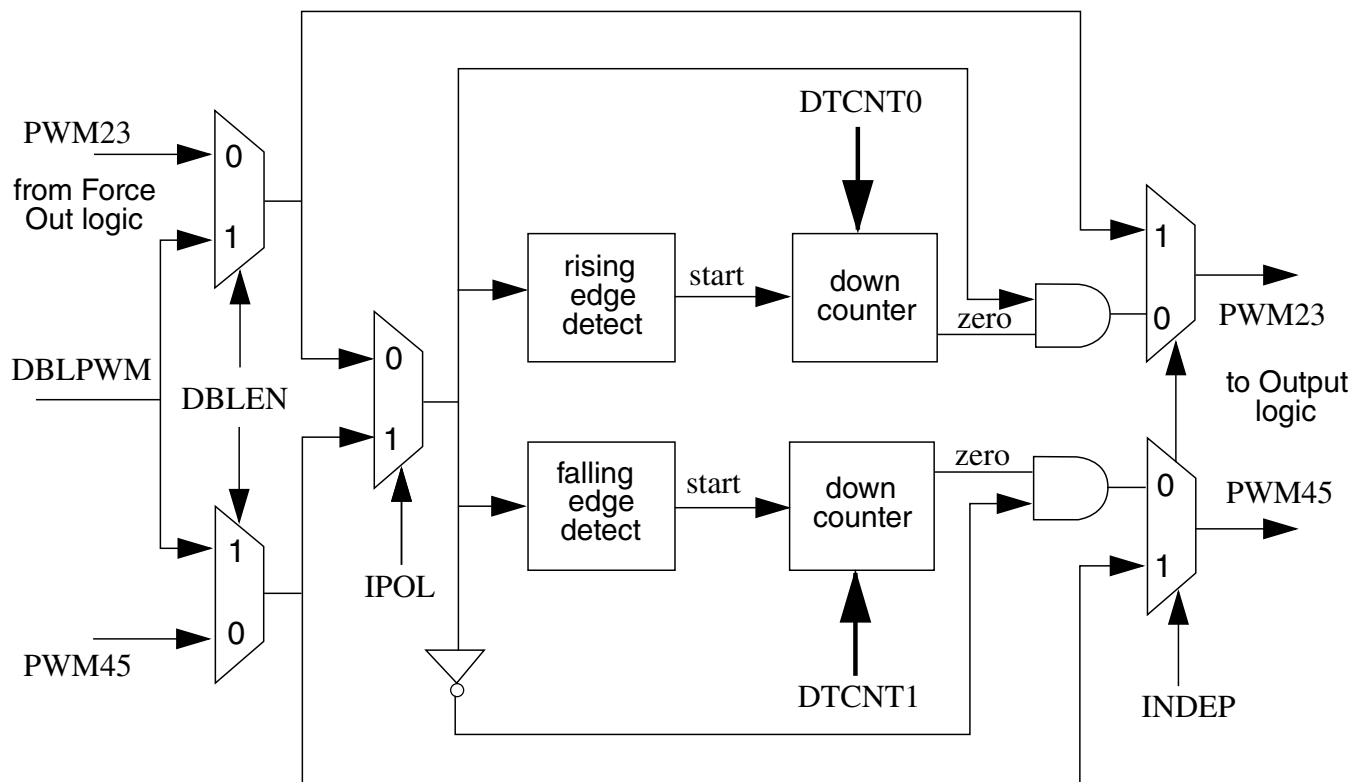 DTCNT0
PWM23
0
from Force
Out logic
1
rising
edge
detect
start
down
counter
zero
1
0
PWM23
DBLPWM
DBLEN
0
1
to Output
logic
falling
edge
detect
start
down
counter
zero
0
1
PWM45
1
0
PWM45
IPOL
DTCNT1
INDEP